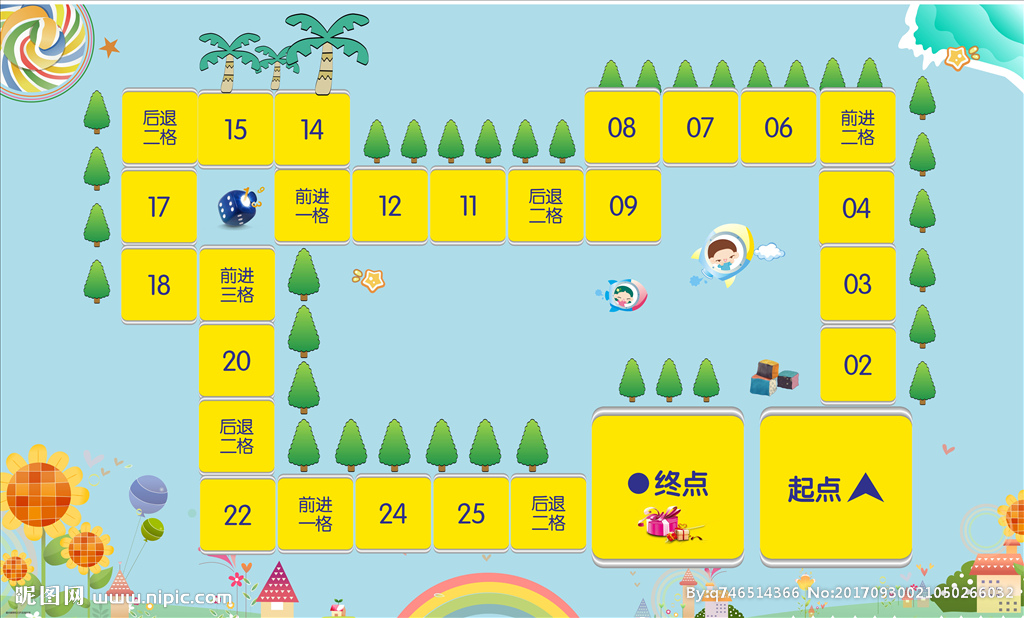 后退
二格
15
14
08
07
06
前进
二格
17
前进
一格
12
11
后退
二格
09
04
18
前进
三格
03
20
02
后退
二格
22
前进
一格
24
25
后退
二格
终点
起点
昵图网 www.nipic.com
By:q746514366 No:20170930021050266032